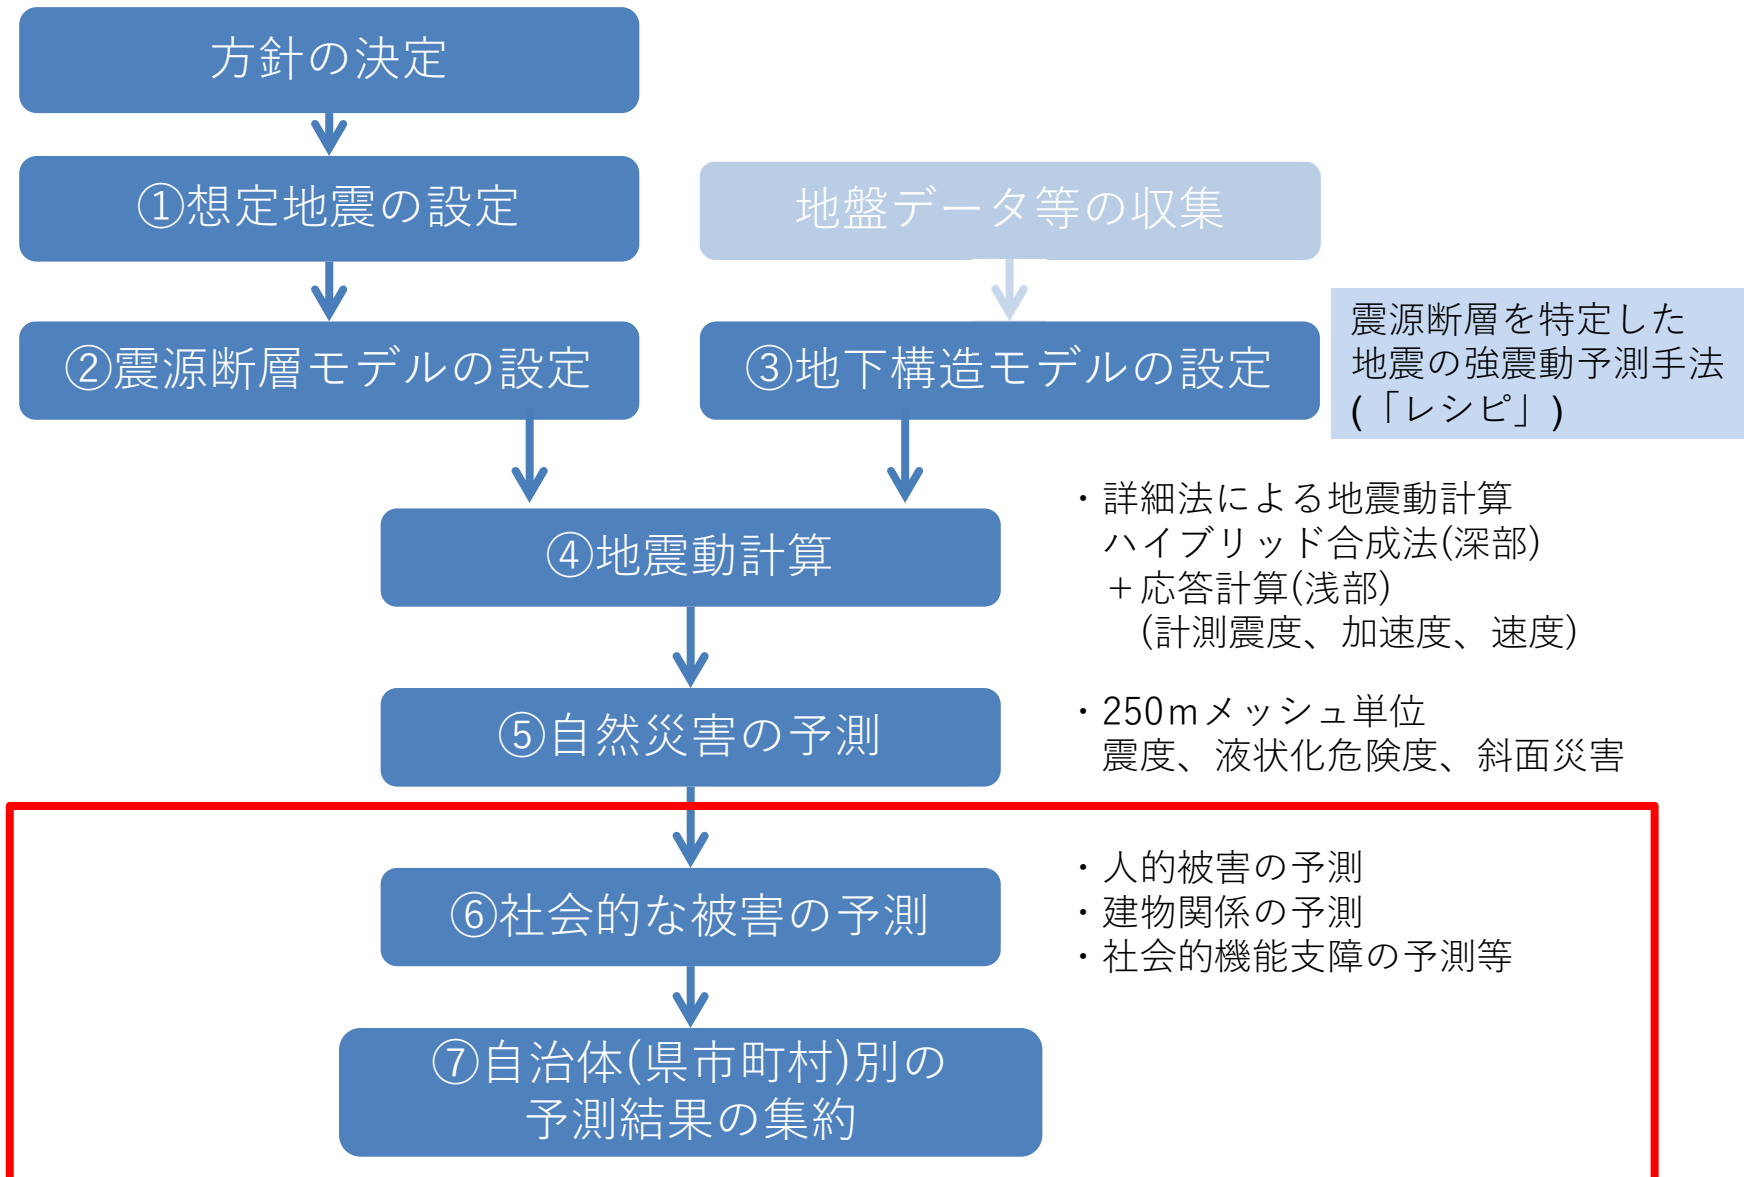 方針の決定
①想定地震の設定
地盤データ等の収集
②震源断層モデルの設定
③地下構造モデルの設定
震源断層を特定した
地震の強震動予測手法
(「レシピ」)
④地震動計算
・詳細法による地震動計算
ハイブリッド合成法(深部)
＋応答計算(浅部)
(計測震度、加速度、速度)
⑤自然災害の予測
・250ｍメッシュ単位
震度、液状化危険度、斜面災害
⑥社会的な被害の予測
・人的被害の予測
・建物関係の予測
・社会的機能支障の予測等
⑦自治体(県市町村)別の
予測結果の集約